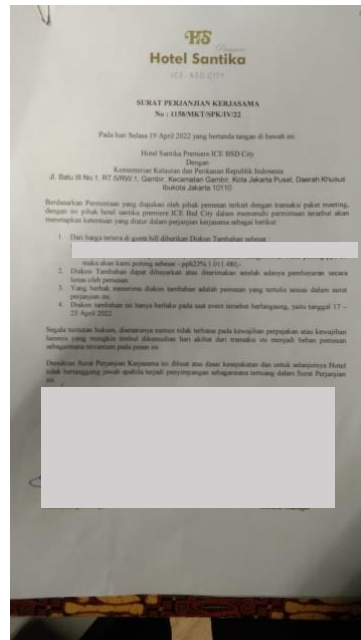 HS
Premiere
Hotel Santika
ICE - BSD CITY
SURAT PERJANJIAN KERJASAMA
No : 1158/MKT/SPK/IV/22
Pada hari Selasa 19 April 2022 yang bertanda tangan di bawah ini:
Hotel Santika Premiere ICE BSD City
Dengan
Kementerian Kelautan dan Perikanan Republik Indonesia
Jl. Batu III No.1, RT.6/RW.1, Gambir, Kecamatan Gambir, Kota Jakarta Pusat, Daerah Khusus
Ibukota Jakarta 10110
Berdasarkan Permintaan yang diajukan oleh pihak pemesan terkait dengan transaksi paket meeting,
dengan ini pihak hotel santika premiere ICE Bsd City dalam memenuhi permintaan tersebut akan
menetapkan ketentuan yang diatur dalam perjanjian kerjasama sebagai berikut:
1. Dari harga tertera di guest bill diberikan Diskon Tambahan sebesar :
maka akan kami potong sebesar - pph23%
2. Diskon Tambahan dapat dibayarkan atau diterimakan setelah adanya pembayaran secara
lunas oleh pemesan.
3. Yang berhak menerima diskon tambahan adalah pemesan yang tertulis sesuai dalam surat
perjanjian ini.
4. Diskon tambahan ini hanya berlaku pada saat event tersebut berlangsung, yaitu tanggal 17 –
23 April 2022
Segala tuntutan hukum, diantaranya namun tidak terbatas pada kewajiban perpajakan atau kewajiban
lainnya yang mungkin timbul dikemudian hari akibat dari transaksi ini menjadi beban pemesan
sebagaimana tercantum pada pesan ini.
Demikian Surat Perjanjian Kerjasama ini dibuat atas dasar kesepakatan dan untuk selanjutnya Hotel
tidak bertanggung jawab apabila terjadi penyimpangan sebagaimana tertuang dalam Surat Perjanjian
ini